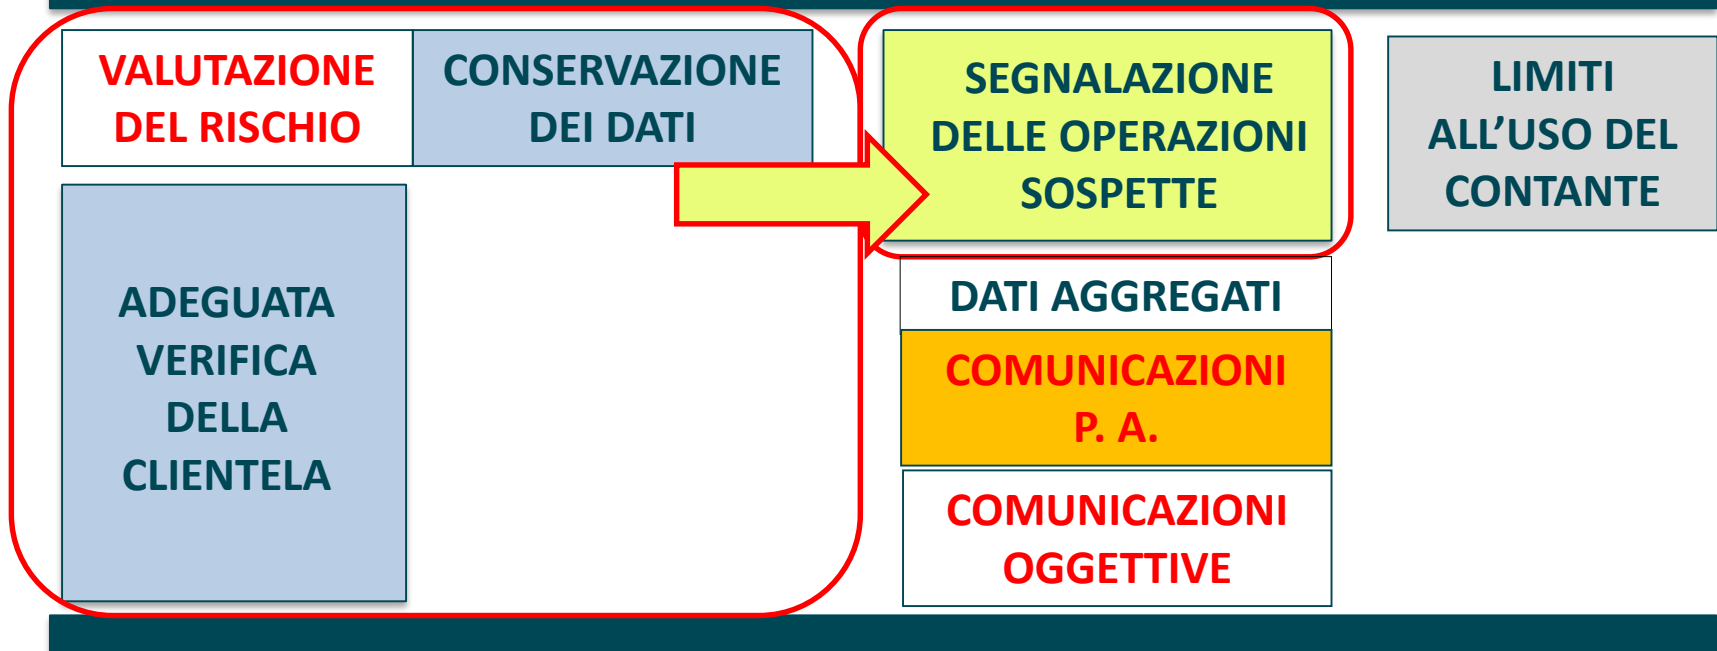 VALUTAZIONE
DEL RISCHIO
CONSERVAZIONE
DEI DATI
ADEGUATA
VERIFICA
DELLA
CLIENTELA
SEGNALAZIONE
DELLE OPERAZIONI
SOSPETTE
DATI AGGREGATI
COMUNICAZIONI
P. A.
COMUNICAZIONI
OGGETTIVE
LIMITI
ALL’USO DEL
CONTANTE